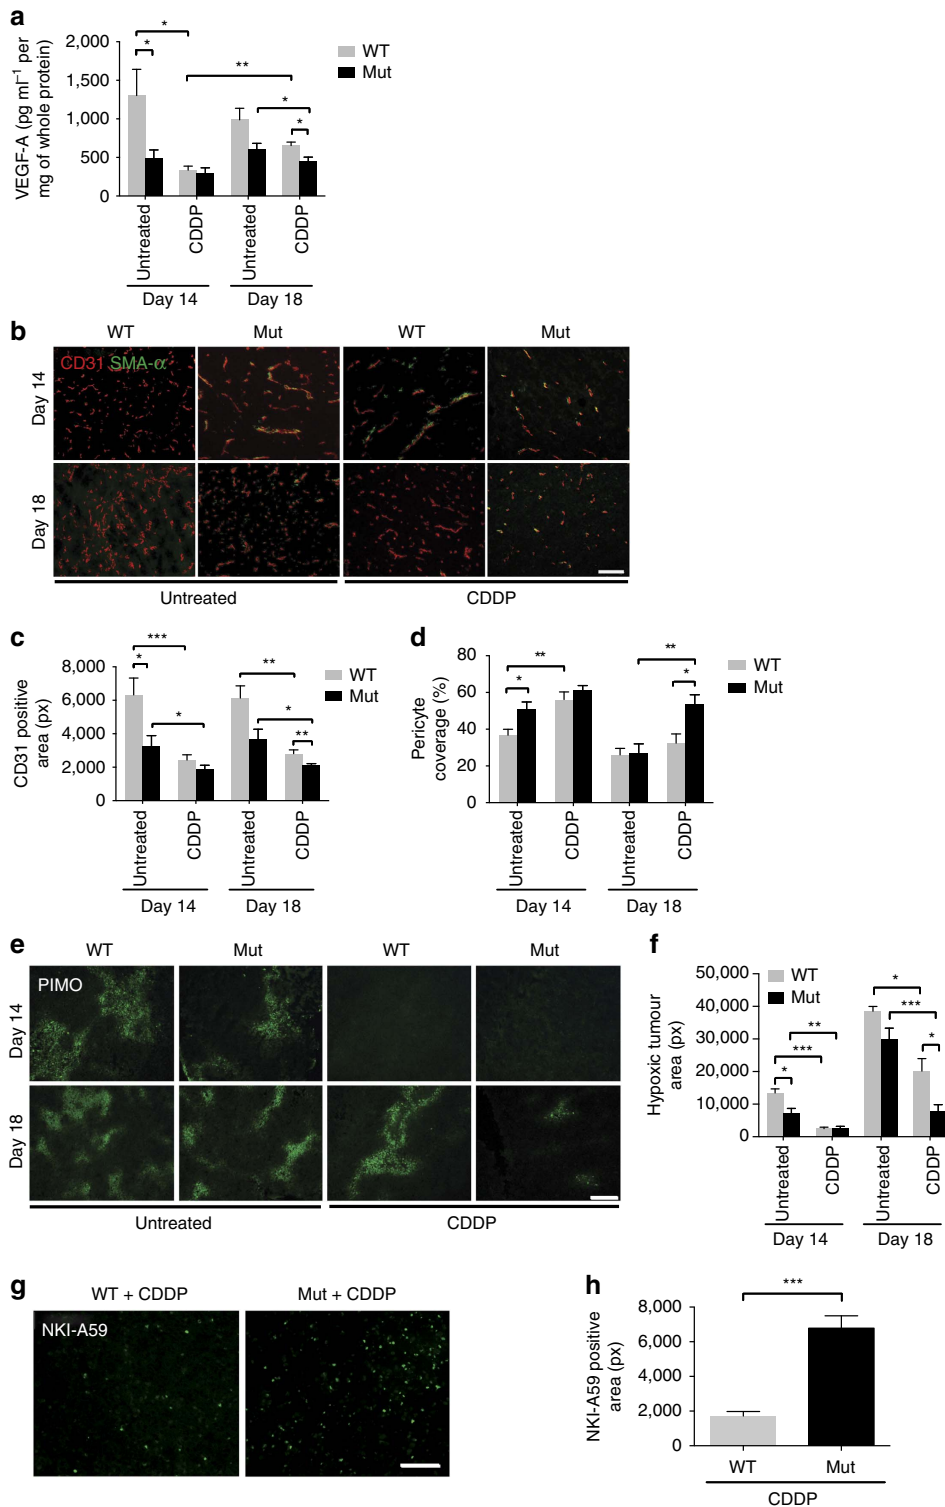 a
*
*
**
*
*
2,000
1,500
1,000
500
0
VEGF-A (pg ml⁻¹ per
mg of whole protein)
WT
Mut
Untreated
CDDP
Untreated
CDDP
Day 14
Day 18
b
WT
Mut
WT
Mut
CD31 SMA-α
Day 14
Day 18
Untreated
CDDP
c
***
*
*
**
*
**
8,000
6,000
4,000
2,000
0
CD31 positive
area (px)
WT
Mut
Untreated
CDDP
Untreated
CDDP
Day 14
Day 18
d
**
*
**
*
80
60
40
20
0
Pericyte
coverage (%)
WT
Mut
Untreated
CDDP
Untreated
CDDP
Day 14
Day 18
e
WT
Mut
WT
Mut
PIMO
Day 14
Day 18
Untreated
CDDP
f
50,000
40,000
30,000
20,000
10,000
0
Hypoxic tumour
area (px)
WT
Mut
*
***
**
***
*
*
Untreated
CDDP
Untreated
CDDP
Day 14
Day 18
g
WT + CDDP
Mut + CDDP
NKI-A59
h
***
8,000
6,000
4,000
2,000
0
NKI-A59 positive
area (px)
WT
Mut
CDDP